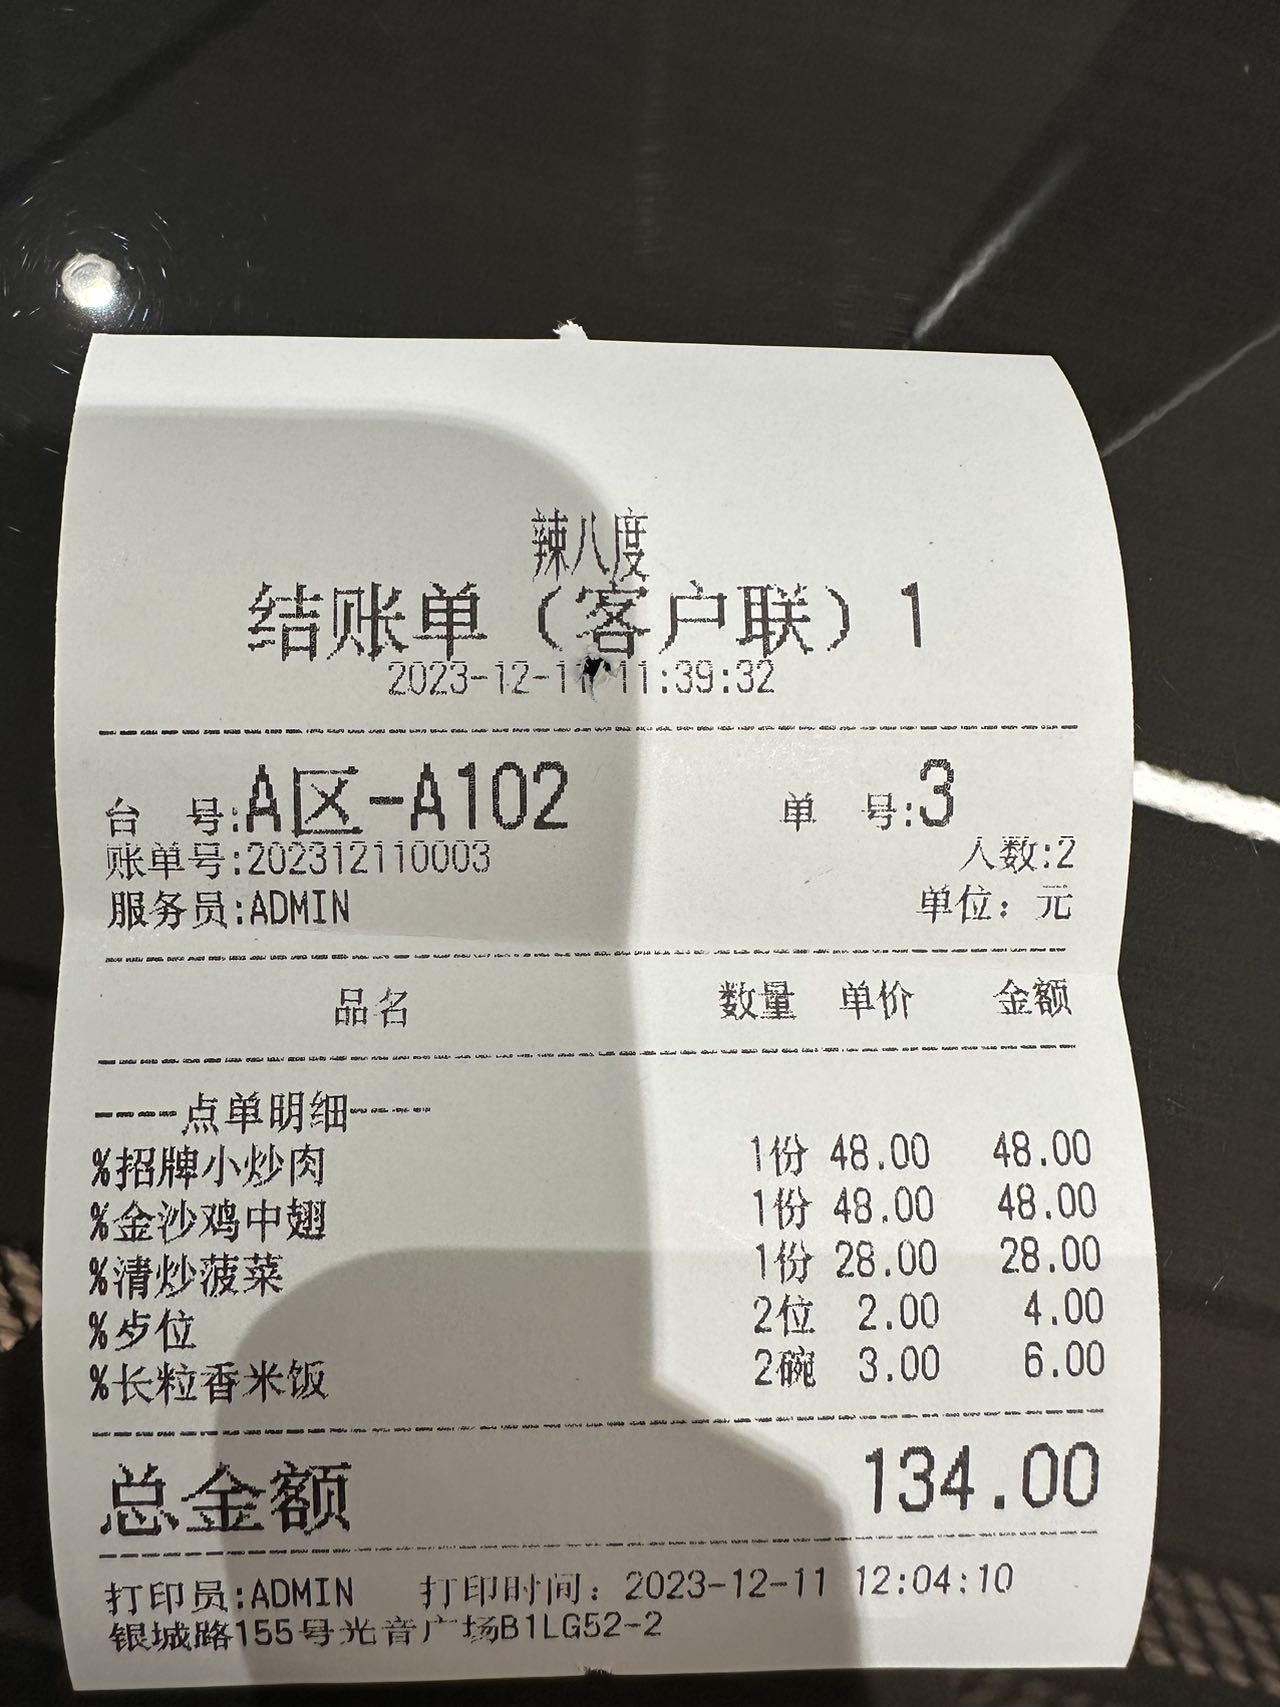 辣八度
结账单（客户联）1
2023-12-11 11:39:32
台 号:A区-A102 单 号:3
账单号:202312110003 人数:2
服务员:ADMIN 单位：元
品名 数量 单价 金额
----点单明细----
%招牌小炒肉 1份 48.00 48.00
%金沙鸡中翅 1份 48.00 48.00
%清炒菠菜 1份 28.00 28.00
%歺位 2位 2.00 4.00
%长粒香米饭 2碗 3.00 6.00
总金额 134.00
打印员:ADMIN 打印时间：2023-12-11 12:04:10
银城路155号光音广场B1LG52-2